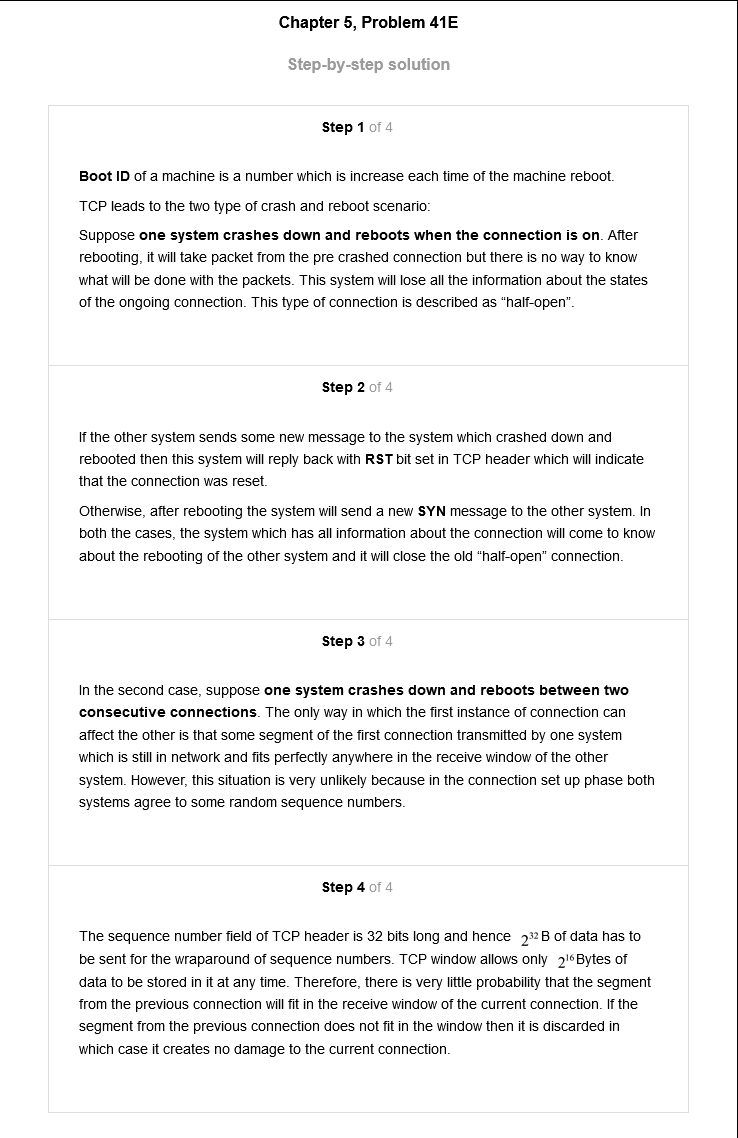 Chapter 5, Problem 41E
Step-by-step solution
Step 1 of 4
Boot ID of a machine is a number which is increase each time of the machine reboot.
TCP leads to the two type of crash and reboot scenario:
Suppose one system crashes down and reboots when the connection is on. After
rebooting, it will take packet from the pre crashed connection but there is no way to know
what will be done with the packets. This system will lose all the information about the states
of the ongoing connection. This type of connection is described as “half-open”.
Step 2 of 4
If the other system sends some new message to the system which crashed down and
rebooted then this system will reply back with RST bit set in TCP header which will indicate
that the connection was reset.
Otherwise, after rebooting the system will send a new SYN message to the other system. In
both the cases, the system which has all information about the connection will come to know
about the rebooting of the other system and it will close the old “half-open” connection.
Step 3 of 4
In the second case, suppose one system crashes down and reboots between two
consecutive connections. The only way in which the first instance of connection can
affect the other is that some segment of the first connection transmitted by one system
which is still in network and fits perfectly anywhere in the receive window of the other
system. However, this situation is very unlikely because in the connection set up phase both
systems agree to some random sequence numbers.
Step 4 of 4
The sequence number field of TCP header is 32 bits long and hence 2³² B of data has to
be sent for the wraparound of sequence numbers. TCP window allows only 2¹⁶ Bytes of
data to be stored in it at any time. Therefore, there is very little probability that the segment
from the previous connection will fit in the receive window of the current connection. If the
segment from the previous connection does not fit in the window then it is discarded in
which case it creates no damage to the current connection.